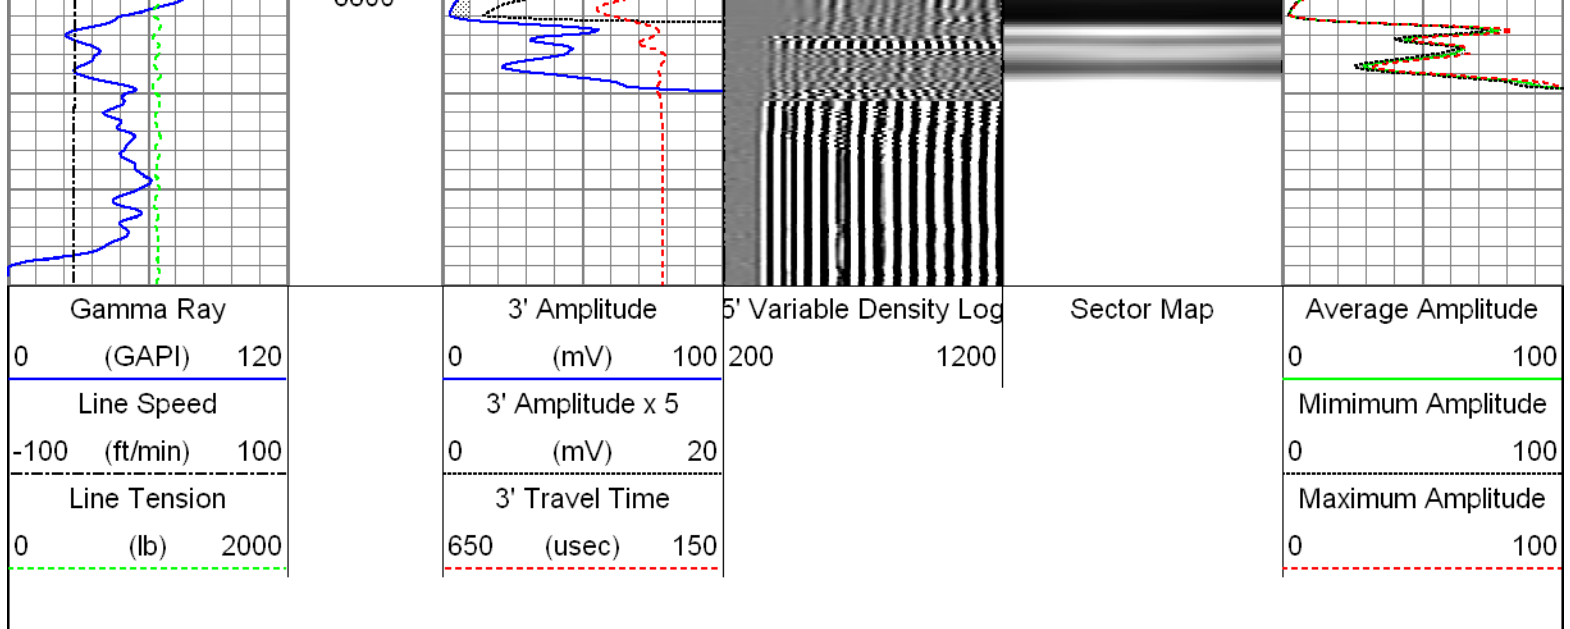 Gamma Ray
0 (GAPI) 120
Line Speed
-100 (ft/min) 100
Line Tension
0 (lb) 2000
3' Amplitude
0 (mV) 100
3' Amplitude x 5
0 (mV) 20
3' Travel Time
650 (usec) 150
5' Variable Density Log
200 1200
Sector Map
Average Amplitude
0 100
Mimimum Amplitude
0 100
Maximum Amplitude
0 100